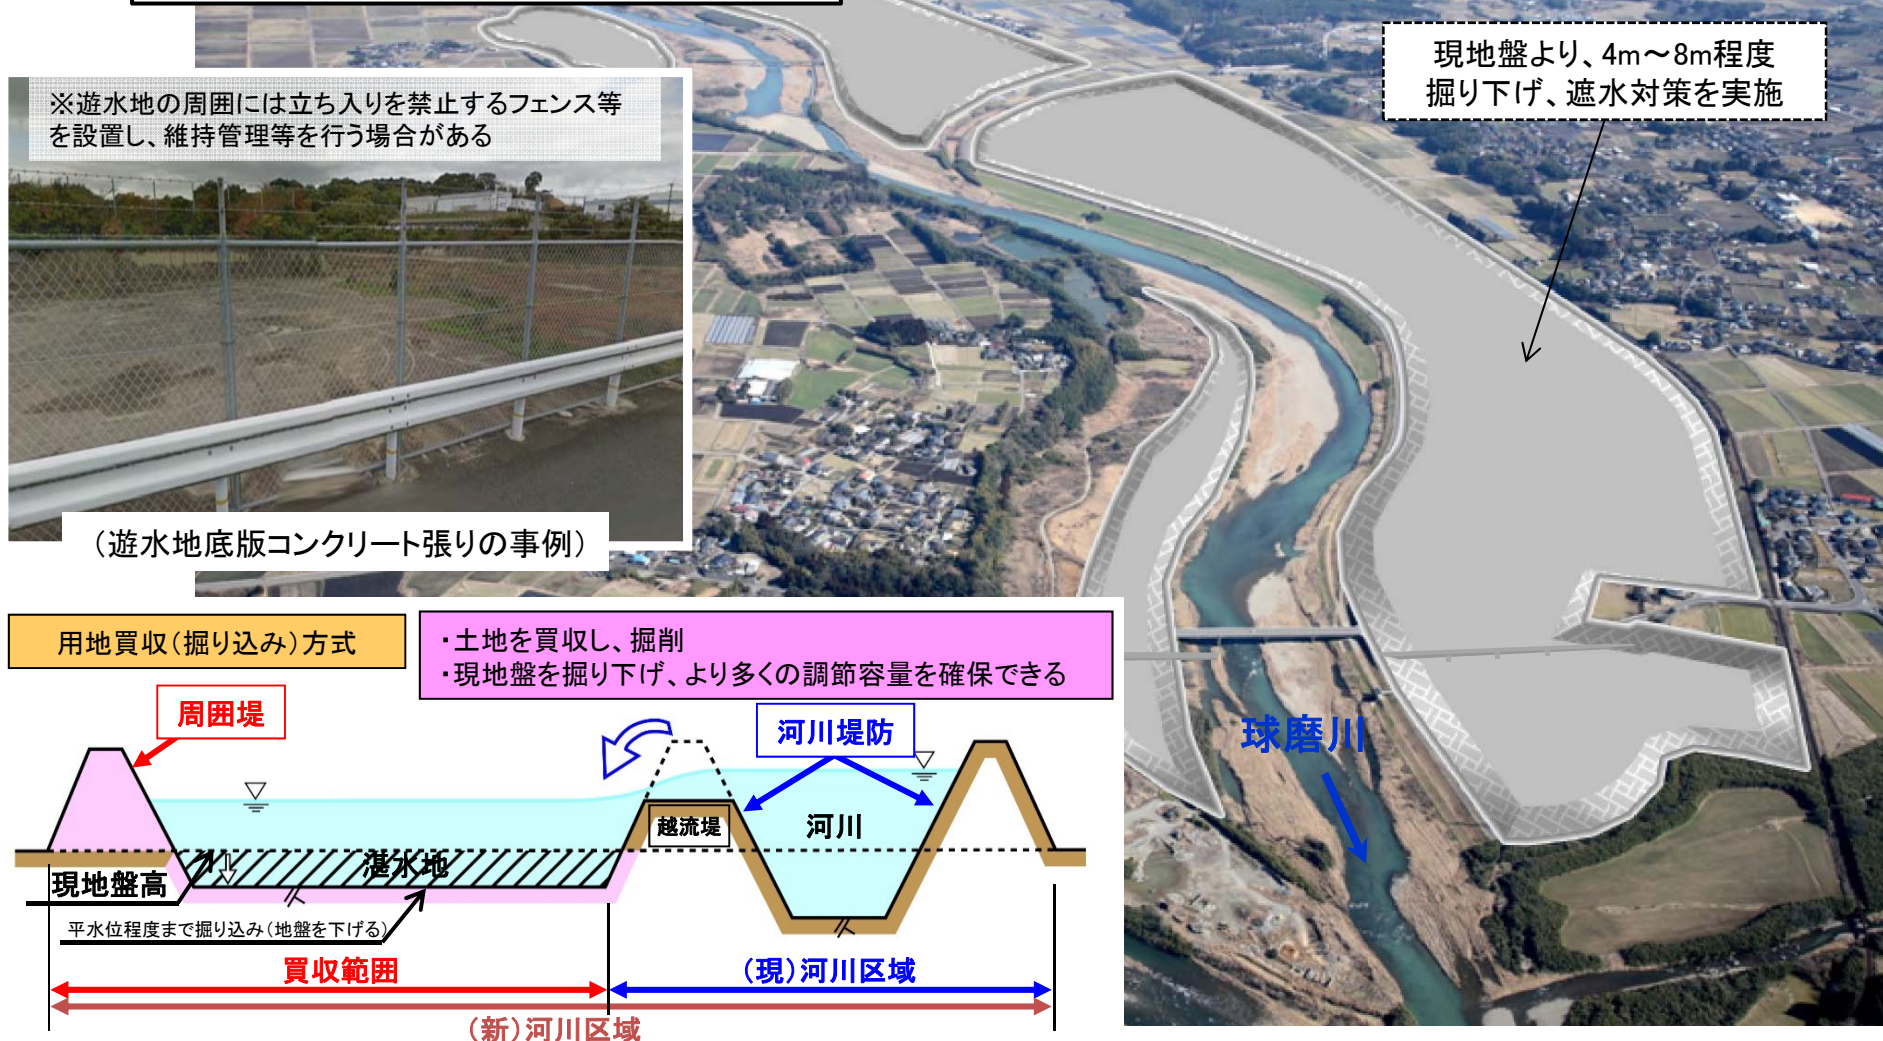 現地盤より、4m～8m程度
掘り下げ、遮水対策を実施
※遊水地の周囲には立ち入りを禁止するフェンス等
を設置し、維持管理等を行う場合がある
（遊水地底版コンクリート張りの事例）
用地買収（掘り込み）方式
・土地を買収し、掘削
・現地盤を掘り下げ、より多くの調節容量を確保できる
周囲堤
河川堤防
越流堤
河川
湛水地
現地盤高
平水位程度まで掘り込み（地盤を下げる）
買収範囲
（現）河川区域
（新）河川区域
球磨川